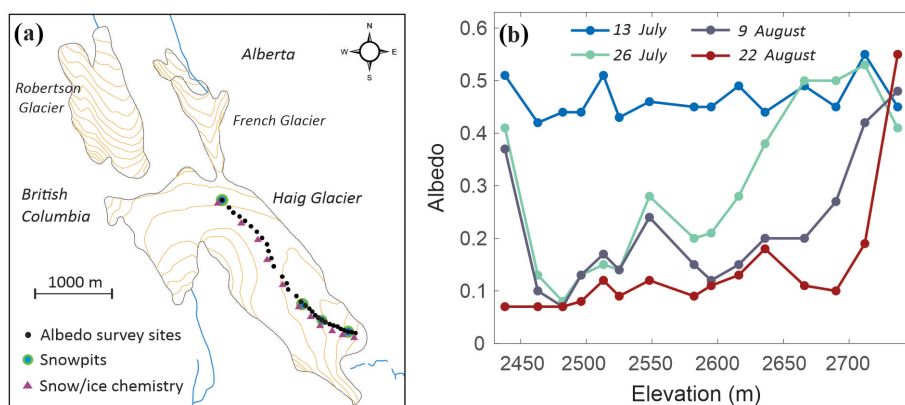 (a)
N
W E
S
Alberta
Robertson
Glacier
French Glacier
British
Columbia
Haig Glacier
1000 m
Albedo survey sites
Snowpits
Snow/ice chemistry
(b)
13 July
26 July
9 August
22 August
Albedo
0.6
0.5
0.4
0.3
0.2
0.1
0
2450 2500 2550 2600 2650 2700
Elevation (m)